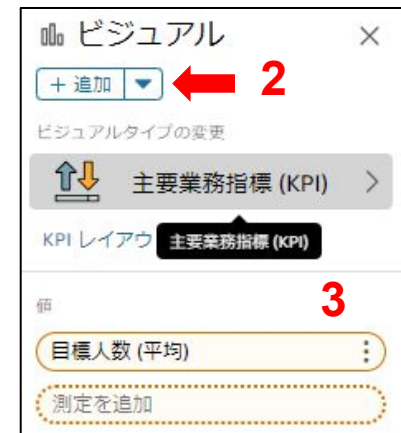 ビジュアル
+ 追加
2
ビジュアルタイプの変更
主要業務指標 (KPI)
KPI レイアウ
主要業務指標 (KPI)
3
値
目標人数 (平均)
測定を追加